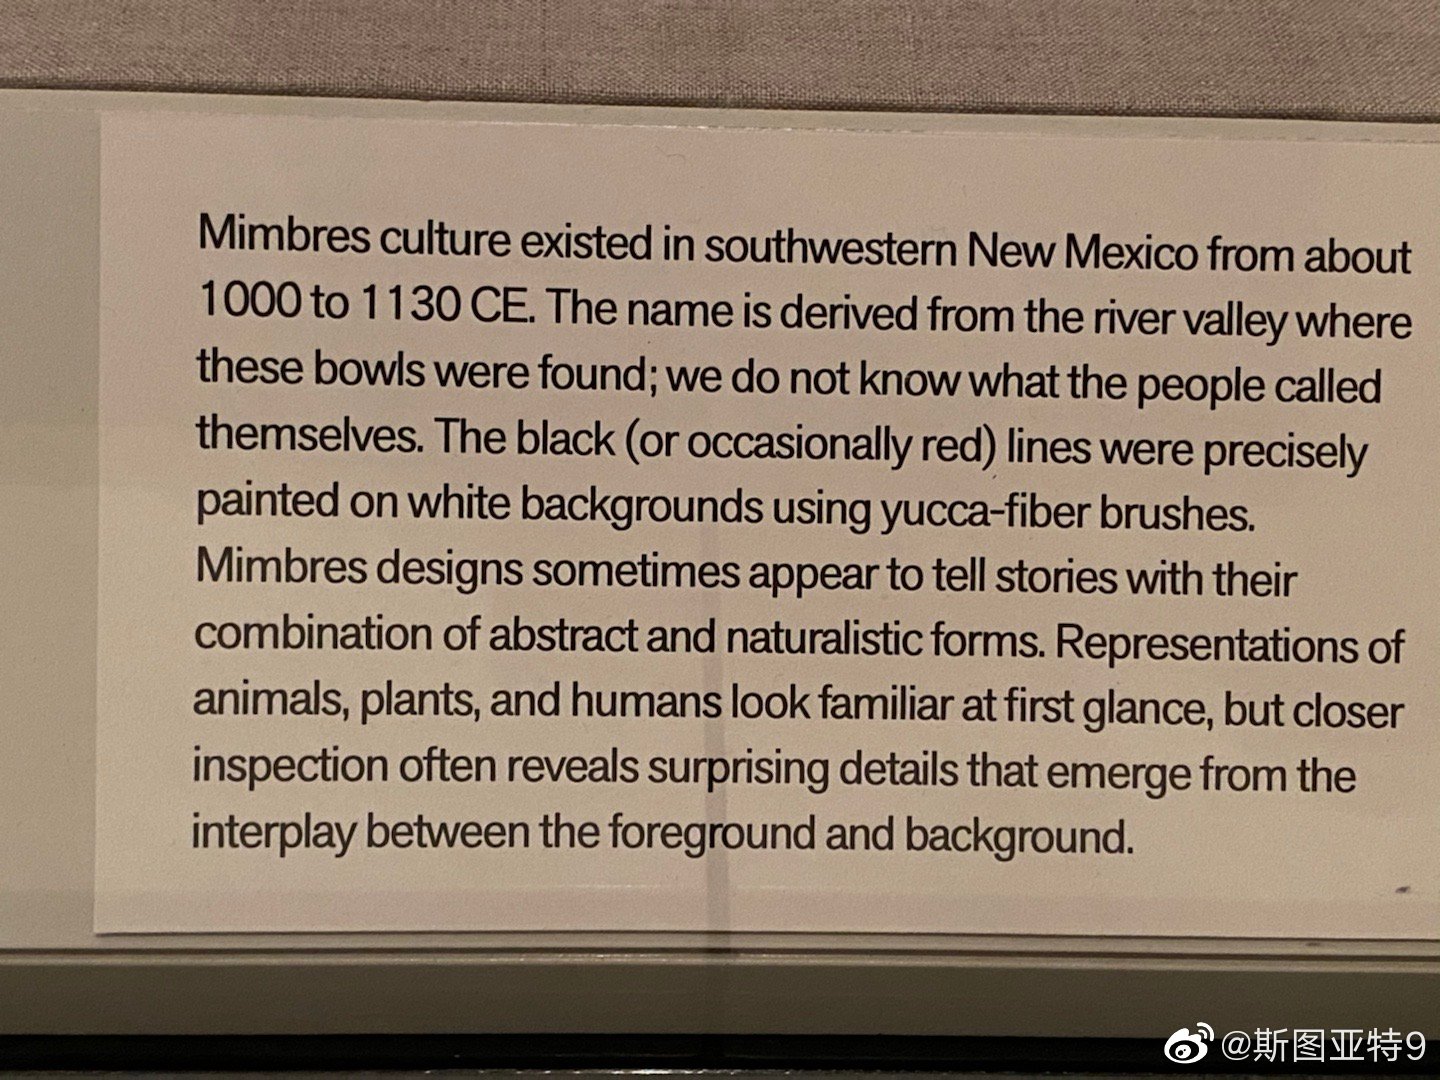 Mimbres culture existed in southwestern New Mexico from about
1000 to 1130 CE. The name is derived from the river valley where
these bowls were found; we do not know what the people called
themselves. The black (or occasionally red) lines were precisely
painted on white backgrounds using yucca-fiber brushes.
Mimbres designs sometimes appear to tell stories with their
combination of abstract and naturalistic forms. Representations of
animals, plants, and humans look familiar at first glance, but closer
inspection often reveals surprising details that emerge from the
interplay between the foreground and background.
@斯图亚特9